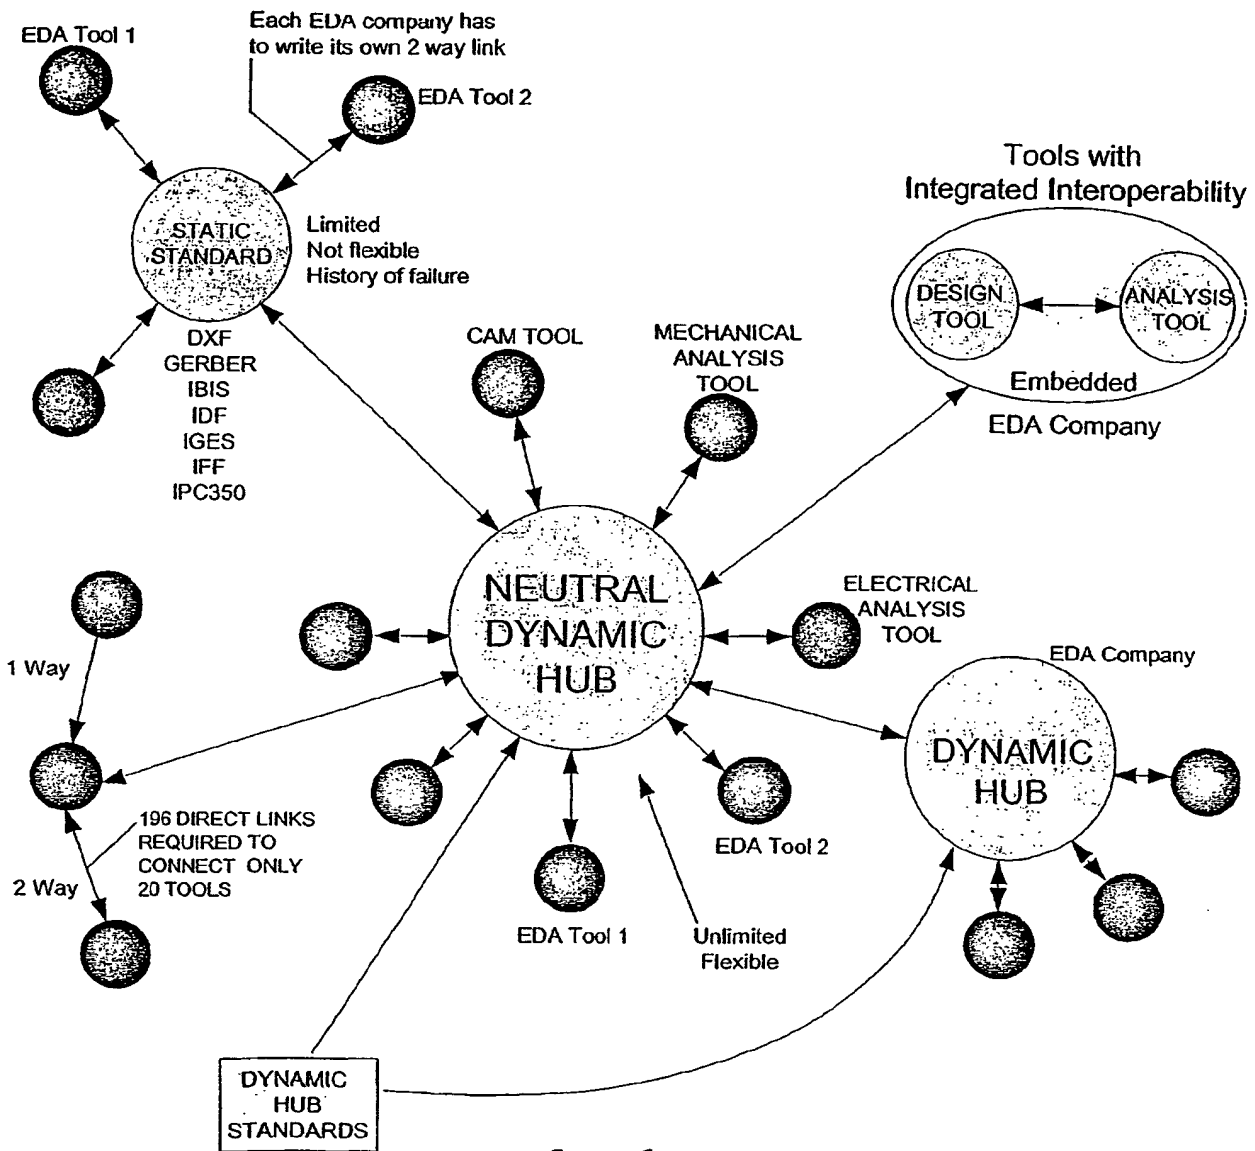 EDA Tool 1
Each EDA company has
to write its own 2 way link
EDA Tool 2
STATIC
STANDARD
Limited
Not flexible
History of failure
DXF
GERBER
IBIS
IDF
IGES
IFF
IPC350
Tools with
Integrated Interoperability
DESIGN
TOOL
ANALYSIS
TOOL
Embedded
EDA Company
CAM TOOL
MECHANICAL
ANALYSIS
TOOL
NEUTRAL
DYNAMIC
HUB
ELECTRICAL
ANALYSIS
TOOL
1 Way
2 Way
196 DIRECT LINKS
REQUIRED TO
CONNECT ONLY
20 TOOLS
EDA Company
DYNAMIC
HUB
EDA Tool 2
EDA Tool 1
Unlimited
Flexible
DYNAMIC
HUB
STANDARDS